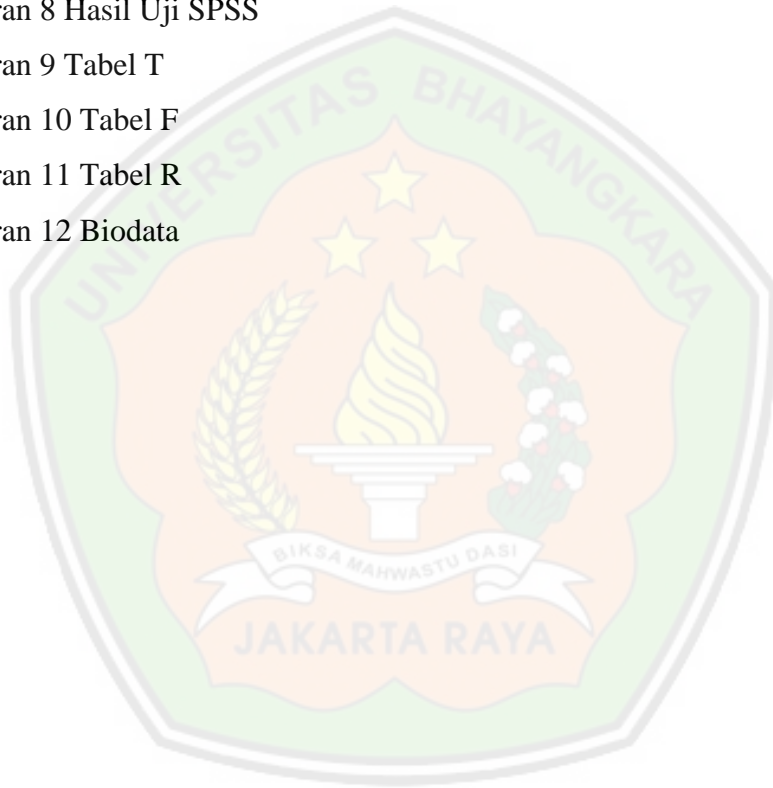 ran 8 Hasil Uji SPSS
ran 9 Tabel T
ran 10 Tabel F
ran 11 Tabel R
ran 12 Biodata
UNIVERSITAS BHAYANGKARA
BIKSA MAHWASTU DASI
JAKARTA RAYA